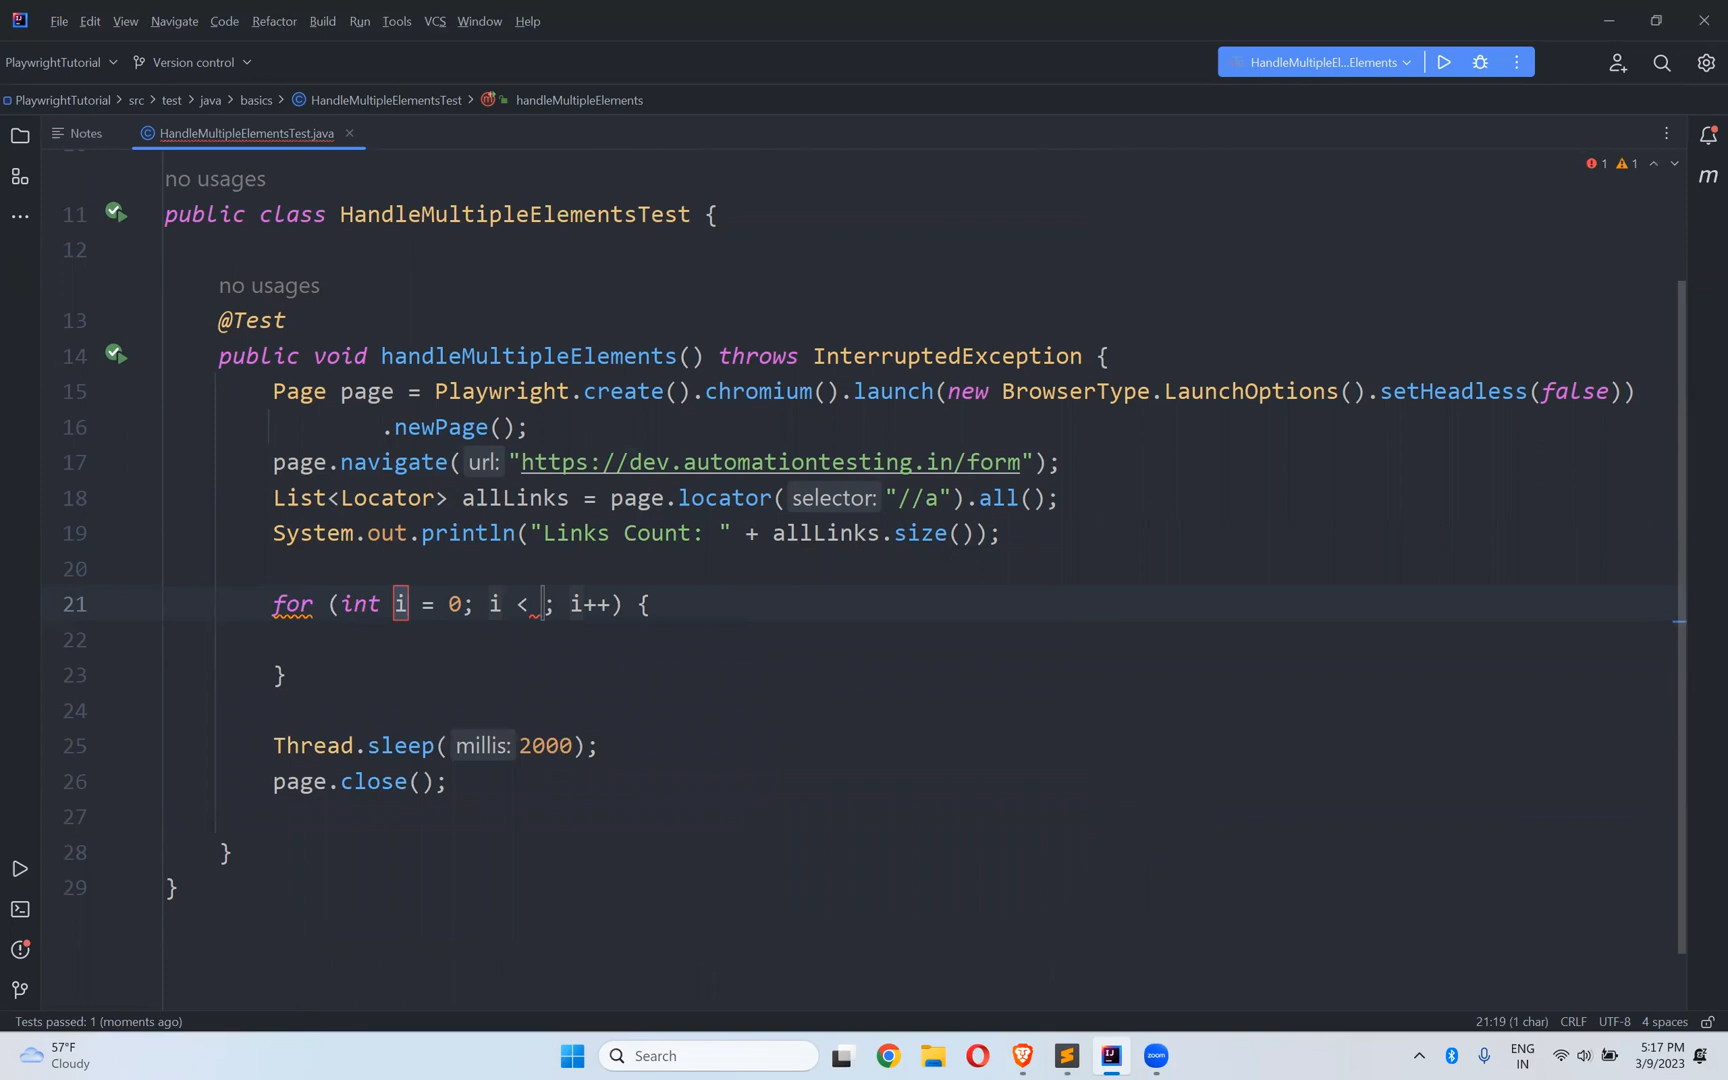 File Edit View Navigate Code Refactor Build Run Tools VCS Window Help
PlaywrightTutorial Version control HandleMultipleEl...Elements
PlaywrightTutorial > src > test > java > basics > HandleMultipleElementsTest > handleMultipleElements
Notes HandleMultipleElementsTest.java
1 1
no usages
11 public class HandleMultipleElementsTest {
12
no usages
13 @Test
14 public void handleMultipleElements() throws InterruptedException {
15 Page page = Playwright.create().chromium().launch(new BrowserType.LaunchOptions().setHeadless(false))
16 .newPage();
17 page.navigate( url: "https://dev.automationtesting.in/form");
18 List<Locator> allLinks = page.locator( selector: "//a").all();
19 System.out.println("Links Count: " + allLinks.size());
20
21 for (int i = 0; i < ; i++) {
22
23 }
24
25 Thread.sleep( millis: 2000);
26 page.close();
27
28 }
29 }
Tests passed: 1 (moments ago) 21:19 (1 char) CRLF UTF-8 4 spaces
57°F
Cloudy
Search
zoom
ENG
IN
5:17 PM
3/9/2023